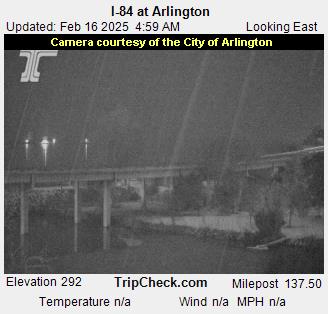 I-84 at Arlington
Updated: Feb 16 2025 4:59 AM Looking East
Camera courtesy of the City of Arlington
Elevation 292 TripCheck.com Milepost 137.50
Temperature n/a Wind n/a MPH n/a